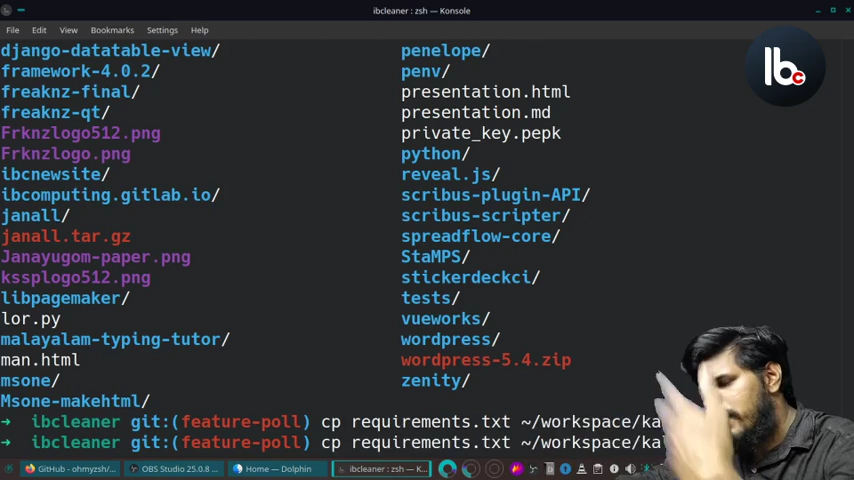 ibcleaner : zsh — Konsole
File Edit View Bookmarks Settings Help
django-datatable-view/ penelope/
framework-4.0.2/ penv/
freaknz-final/ presentation.html
freaknz-qt/ presentation.md
Frknzlogo512.png private_key.pepk
Frknzlogo.png python/
ibcnewsite/ reveal.js/
ibcomputing.gitlab.io/ scribus-plugin-API/
janall/ scribus-scripter/
janall.tar.gz spreadflow-core/
Janayugom-paper.png StaMPS/
kssplogo512.png stickerdeckci/
libpagemaker/ tests/
lor.py vueworks/
malayalam-typing-tutor/ wordpress/
man.html wordpress-5.4.zip
msone/ zenity/
Msone-makehtml/
➜ ibcleaner git:(feature-poll) cp requirements.txt ~/workspace/ka
➜ ibcleaner git:(feature-poll) cp requirements.txt ~/workspace/ka
GitHub - ohmyzsh/... OBS Studio 25.0.8 ... Home — Dolphin ibcleaner : zsh — K...
Ibc